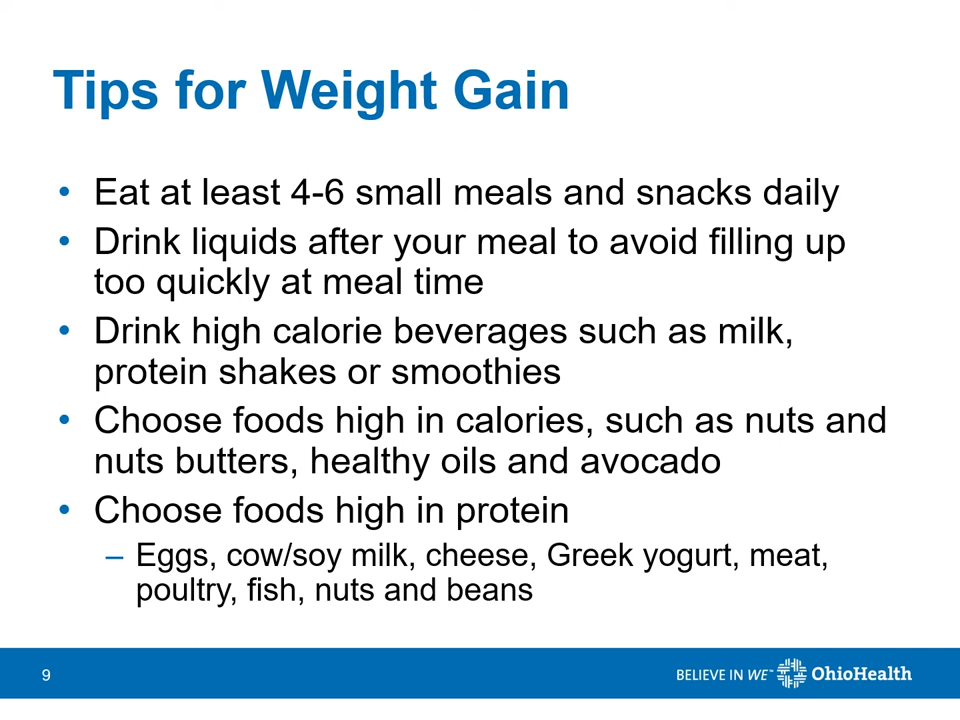 Tips for Weight Gain
• Eat at least 4-6 small meals and snacks daily
• Drink liquids after your meal to avoid filling up
too quickly at meal time
• Drink high calorie beverages such as milk,
protein shakes or smoothies
• Choose foods high in calories, such as nuts and
nuts butters, healthy oils and avocado
• Choose foods high in protein
– Eggs, cow/soy milk, cheese, Greek yogurt, meat,
poultry, fish, nuts and beans
9
BELIEVE IN WE™ OhioHealth